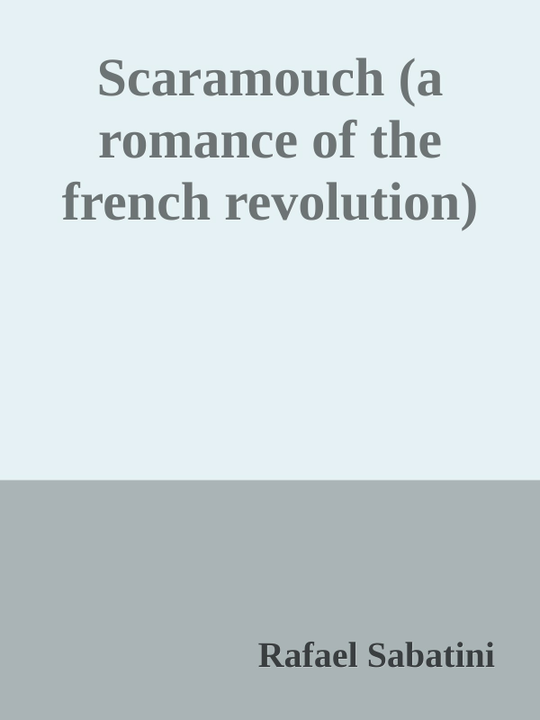 Scaramouch (a
romance of the
french revolution)
Rafael Sabatini